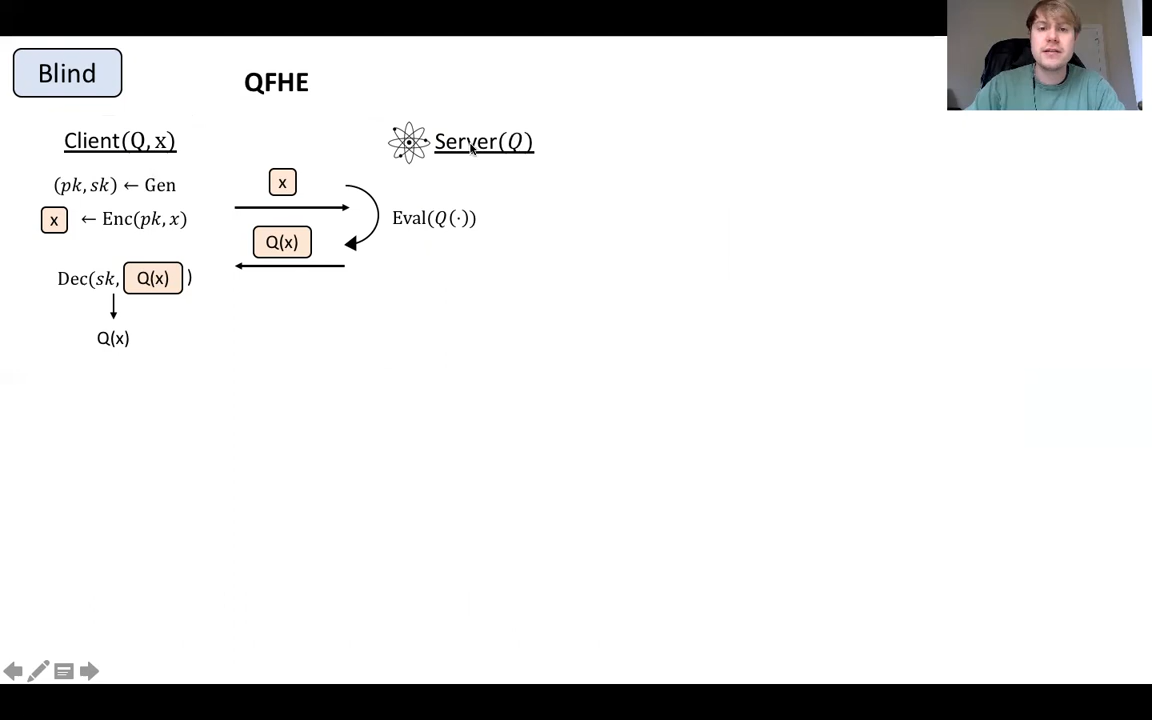 Blind
QFHE
Client(Q, x)
Server(Q)
(pk, sk) ← Gen
x
x ← Enc(pk, x)
Eval(Q(·))
Q(x)
Dec(sk, Q(x) )
Q(x)